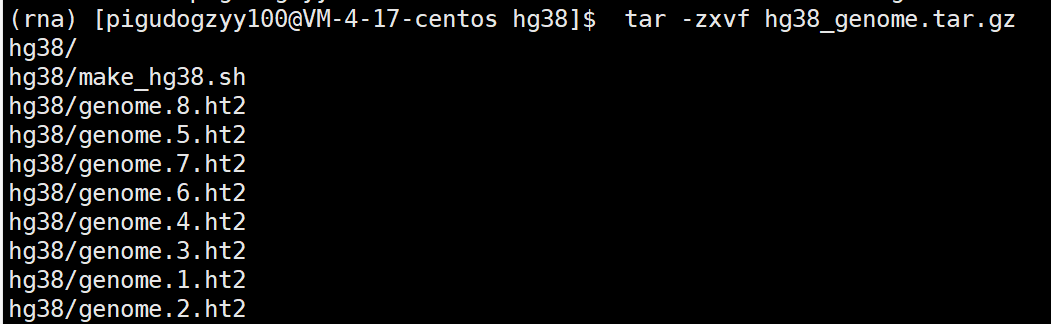 (rna) [pigudogzyy100@VM-4-17-centos hg38]$  tar -zxvf hg38_genome.tar.gz
hg38/
hg38/make_hg38.sh
hg38/genome.8.ht2
hg38/genome.5.ht2
hg38/genome.7.ht2
hg38/genome.6.ht2
hg38/genome.4.ht2
hg38/genome.3.ht2
hg38/genome.1.ht2
hg38/genome.2.ht2